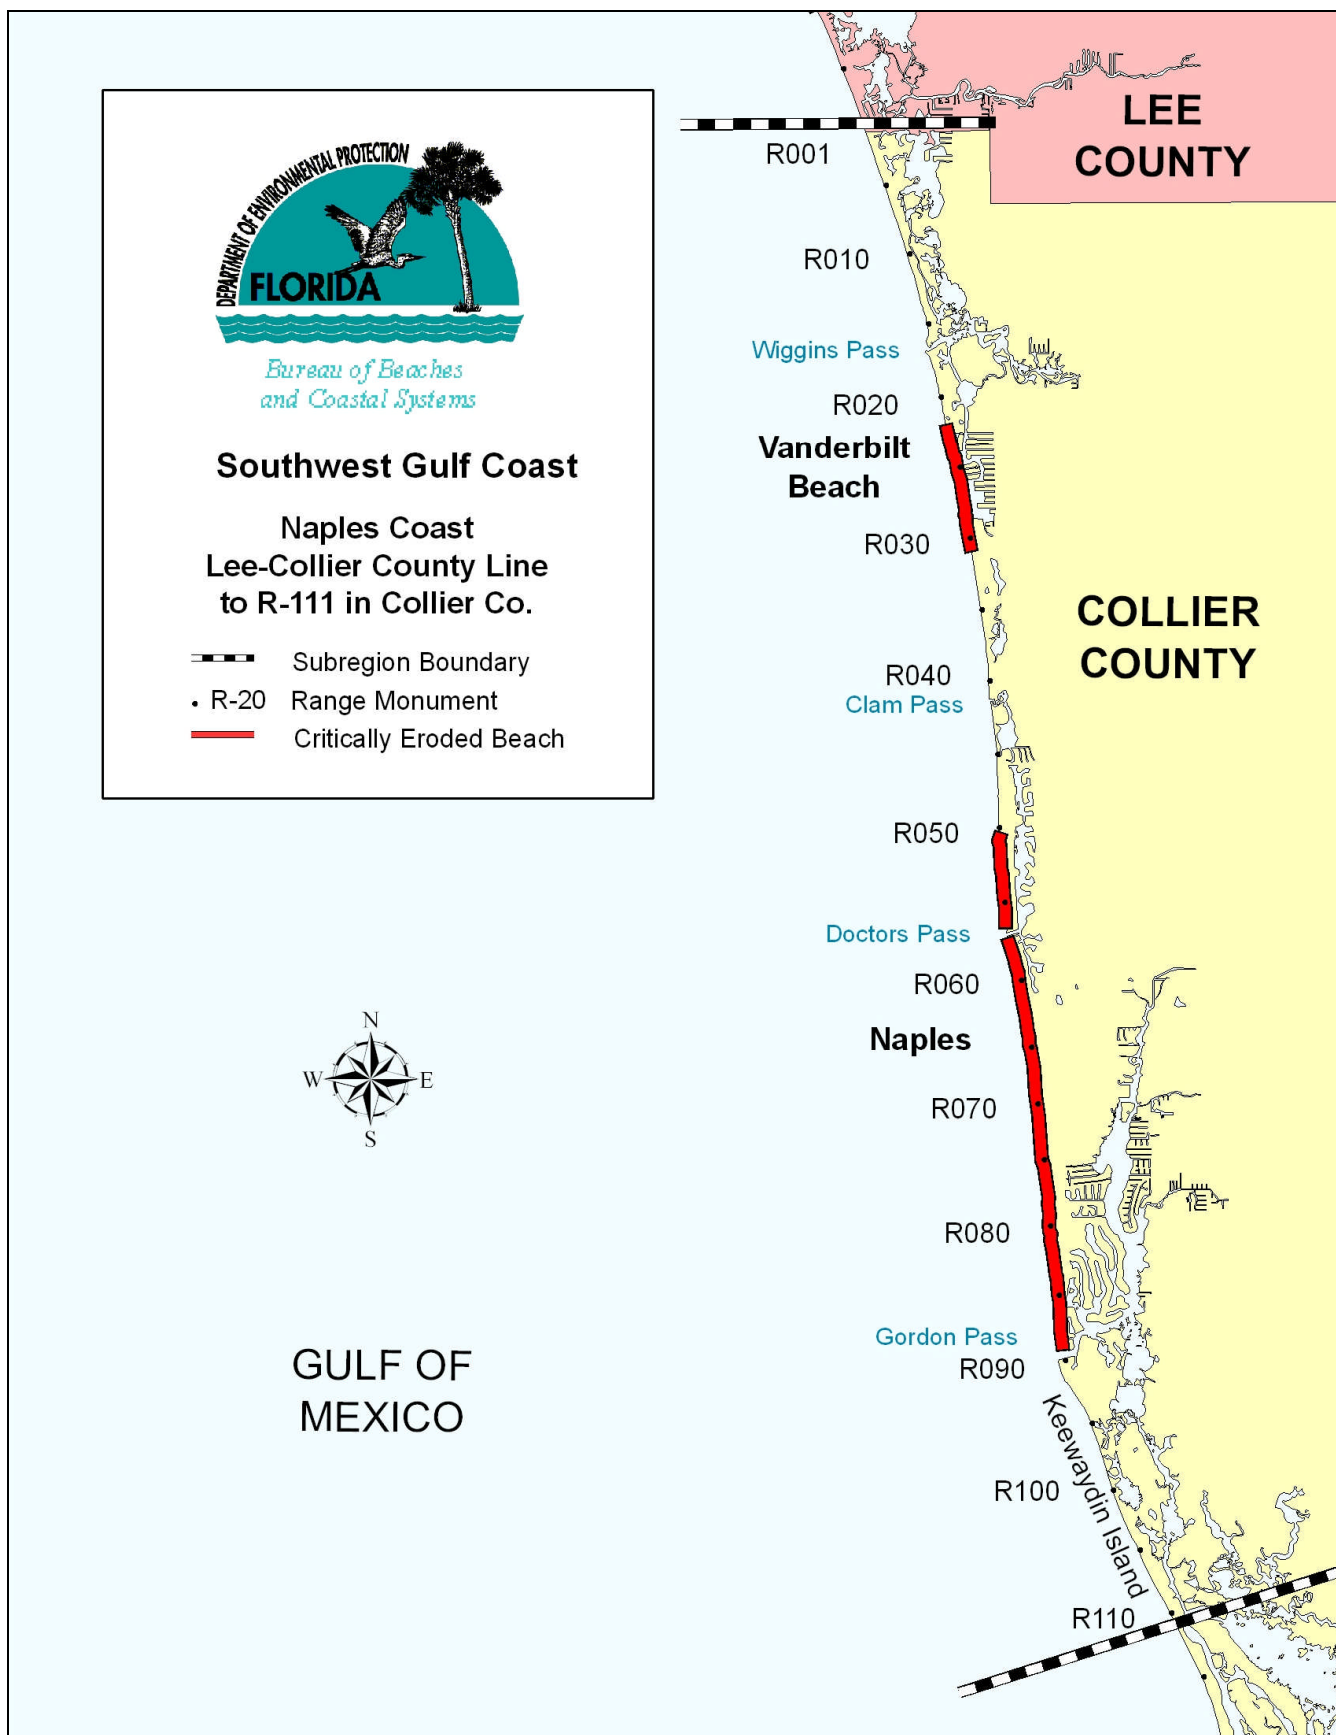 DEPARTMENT OF ENVIRONMENTAL PROTECTION
FLORIDA
Bureau of Beaches
and Coastal Systems
Southwest Gulf Coast
Naples Coast
Lee-Collier County Line
to R-111 in Collier Co.
Subregion Boundary
R-20 Range Monument
Critically Eroded Beach
LEE
COUNTY
R001
R010
Wiggins Pass
R020
Vanderbilt
Beach
R030
COLLIER
COUNTY
R040
Clam Pass
R050
Doctors Pass
R060
Naples
R070
R080
Gordon Pass
R090
Keewaydin Island
R100
R110
N
W
E
S
GULF OF
MEXICO